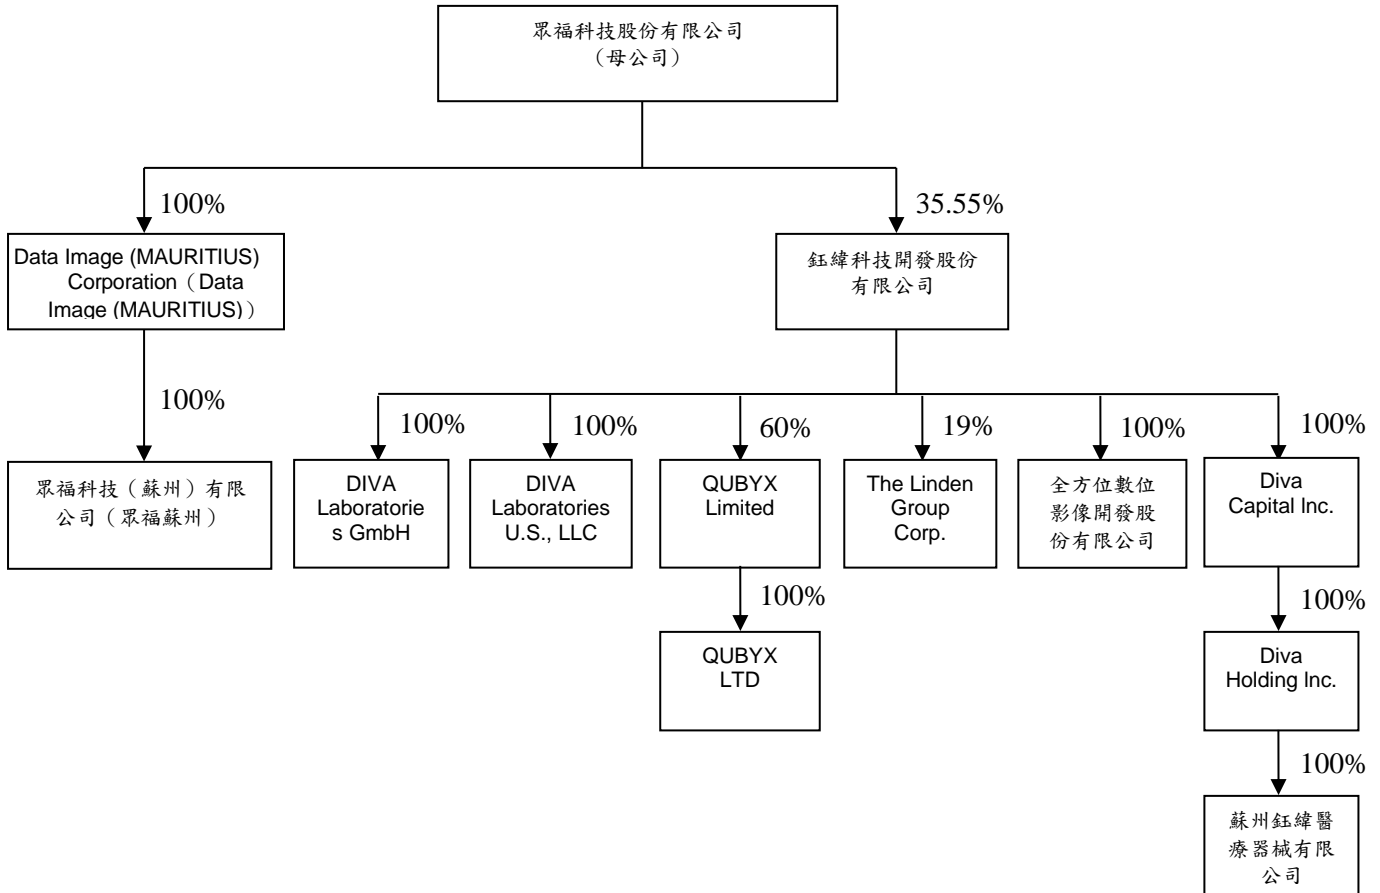 眾福科技股份有限公司
（母公司）
100%
35.55%
Data Image (MAURITIUS)
Corporation（Data
Image (MAURITIUS)）
鈺緯科技開發股份
有限公司
100%
100%
100%
60%
19%
100%
100%
眾福科技（蘇州）有限
公司（眾福蘇州）
DIVA
Laboratorie
s GmbH
DIVA
Laboratories
U.S., LLC
QUBYX
Limited
The Linden
Group
Corp.
全方位數位
影像開發股
份有限公司
Diva
Capital Inc.
100%
100%
QUBYX
LTD
Diva
Holding Inc.
100%
蘇州鈺緯醫
療器械有限
公司